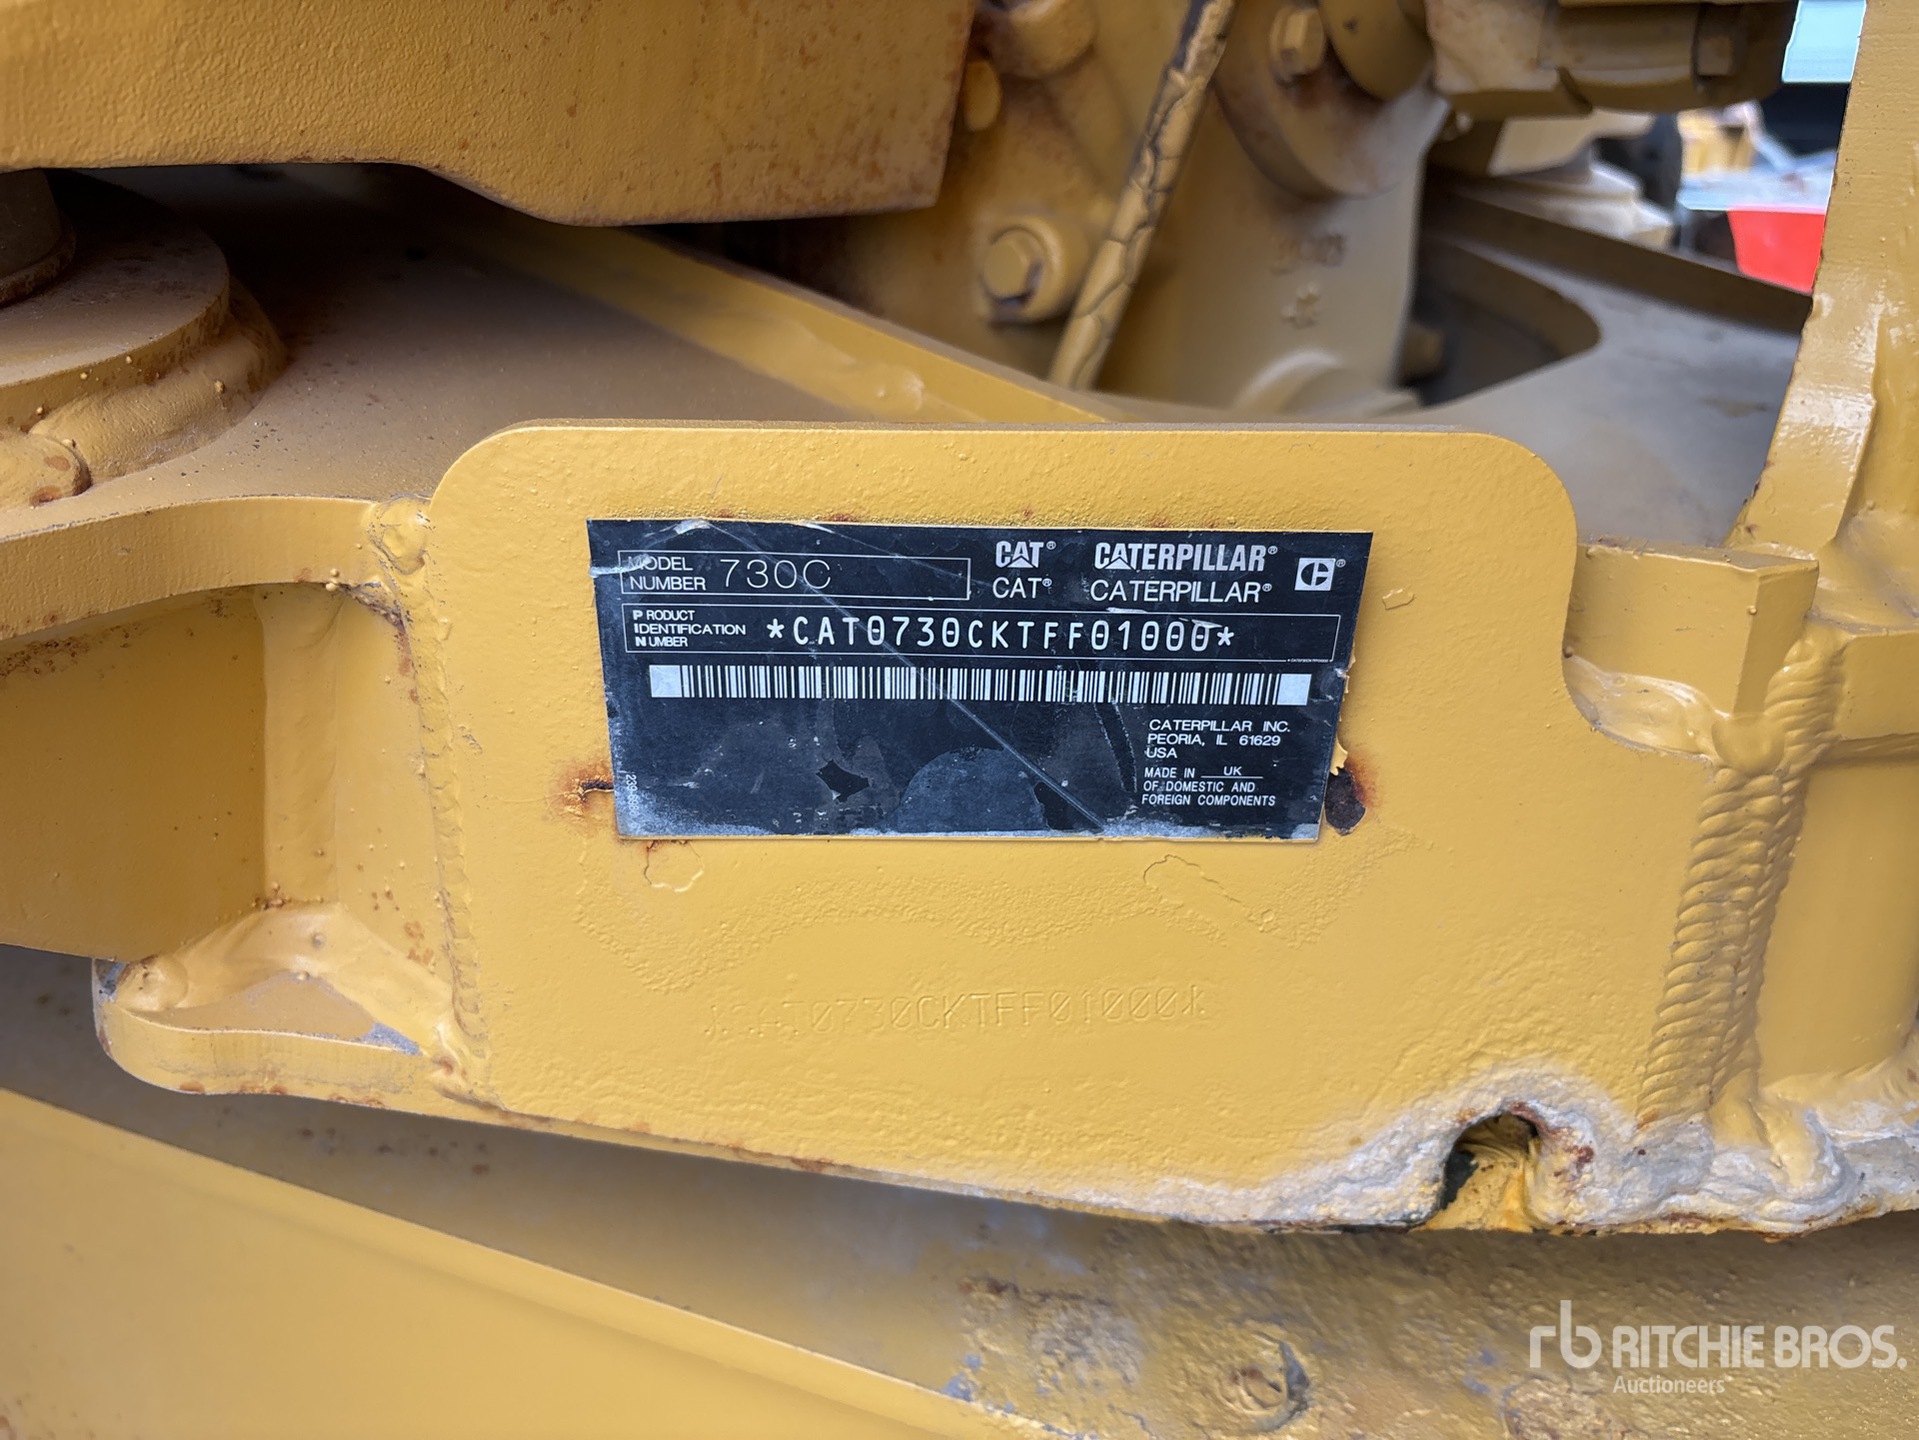 MODEL NUMBER 730C
CAT® CATERPILLAR®
CAT® CATERPILLAR®
PRODUCT
IDENTIFICATION
NUMBER
*CAT0730CKTFF01000*
CATERPILLAR INC.
PEORIA, IL 61629
USA
MADE IN UK
OF DOMESTIC AND
FOREIGN COMPONENTS
*CAT0730CKTFF01000*
rb RITCHIE BROS.
Auctioneers